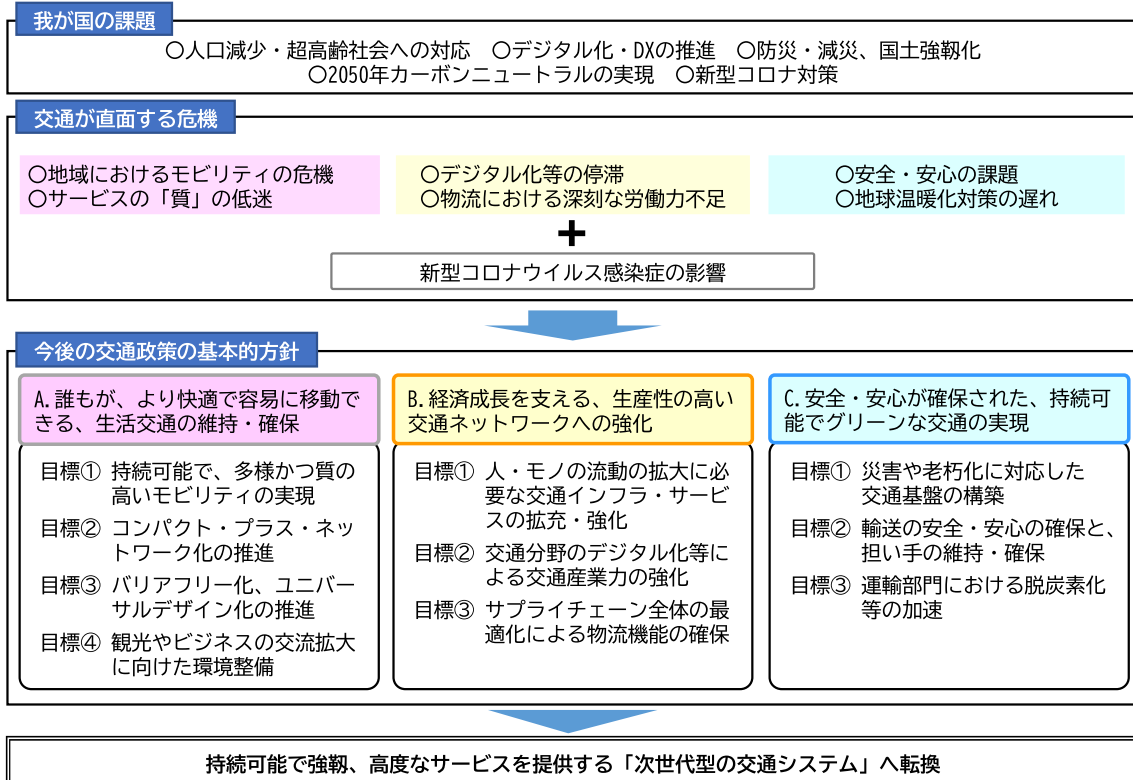 我が国の課題
〇人口減少・超高齢社会への対応　〇デジタル化・DXの推進　〇防災・減災、国土強靱化
〇2050年カーボンニュートラルの実現　〇新型コロナ対策
交通が直面する危機
〇地域におけるモビリティの危機
〇サービスの「質」の低迷
〇デジタル化等の停滞
〇物流における深刻な労働力不足
〇安全・安心の課題
〇地球温暖化対策の遅れ
+
新型コロナウイルス感染症の影響
今後の交通政策の基本的方針
A.誰もが、より快適で容易に移動で
きる、生活交通の維持・確保
目標① 持続可能で、多様かつ質の
高いモビリティの実現
目標② コンパクト・プラス・ネッ
トワーク化の推進
目標③ バリアフリー化、ユニバー
サルデザイン化の推進
目標④ 観光やビジネスの交流拡大
に向けた環境整備
B.経済成長を支える、生産性の高い
交通ネットワークへの強化
目標① 人・モノの流動の拡大に必
要な交通インフラ・サービ
スの拡充・強化
目標② 交通分野のデジタル化等に
よる交通産業力の強化
目標③ サプライチェーン全体の最
適化による物流機能の確保
C.安全・安心が確保された、持続可
能でグリーンな交通の実現
目標① 災害や老朽化に対応した
交通基盤の構築
目標② 輸送の安全・安心の確保と、
担い手の維持・確保
目標③ 運輸部門における脱炭素化
等の加速
持続可能で強靱、高度なサービスを提供する「次世代型の交通システム」へ転換